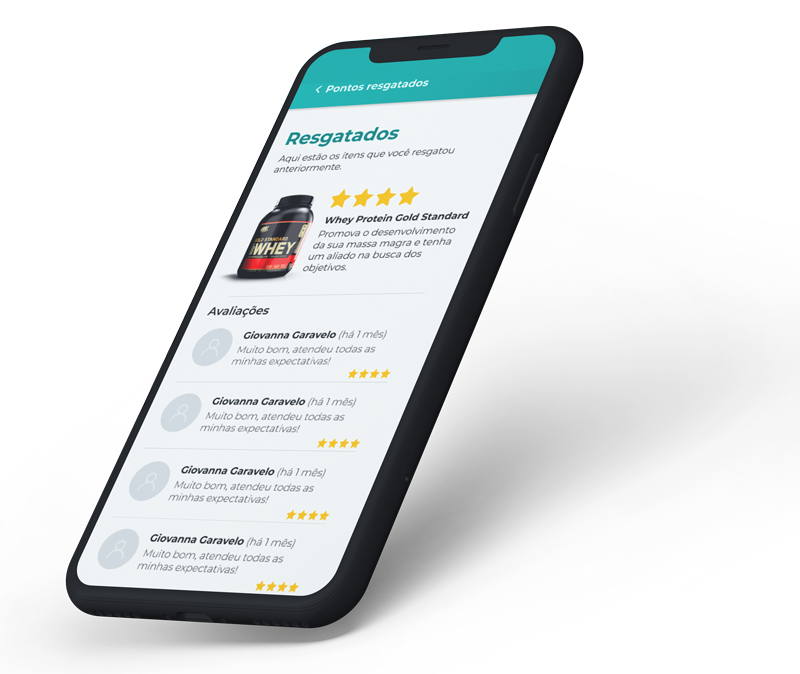 Pontos resgatados
Resgatados
Aqui estão os itens que você resgatou
anteriormente.
Whey Protein Gold Standard
Promova o desenvolvimento
da sua massa magra e tenha
um aliado na busca dos
objetivos.
GOLD STANDARD
WHEY
Avaliações
Giovanna Garavelo (há 1 mês)
Muito bom, atendeu todas as
minhas expectativas!
Giovanna Garavelo (há 1 mês)
Muito bom, atendeu todas as
minhas expectativas!
Giovanna Garavelo (há 1 mês)
Muito bom, atendeu todas as
minhas expectativas!
Giovanna Garavelo (há 1 mês)
Muito bom, atendeu todas as
minhas expectativas!